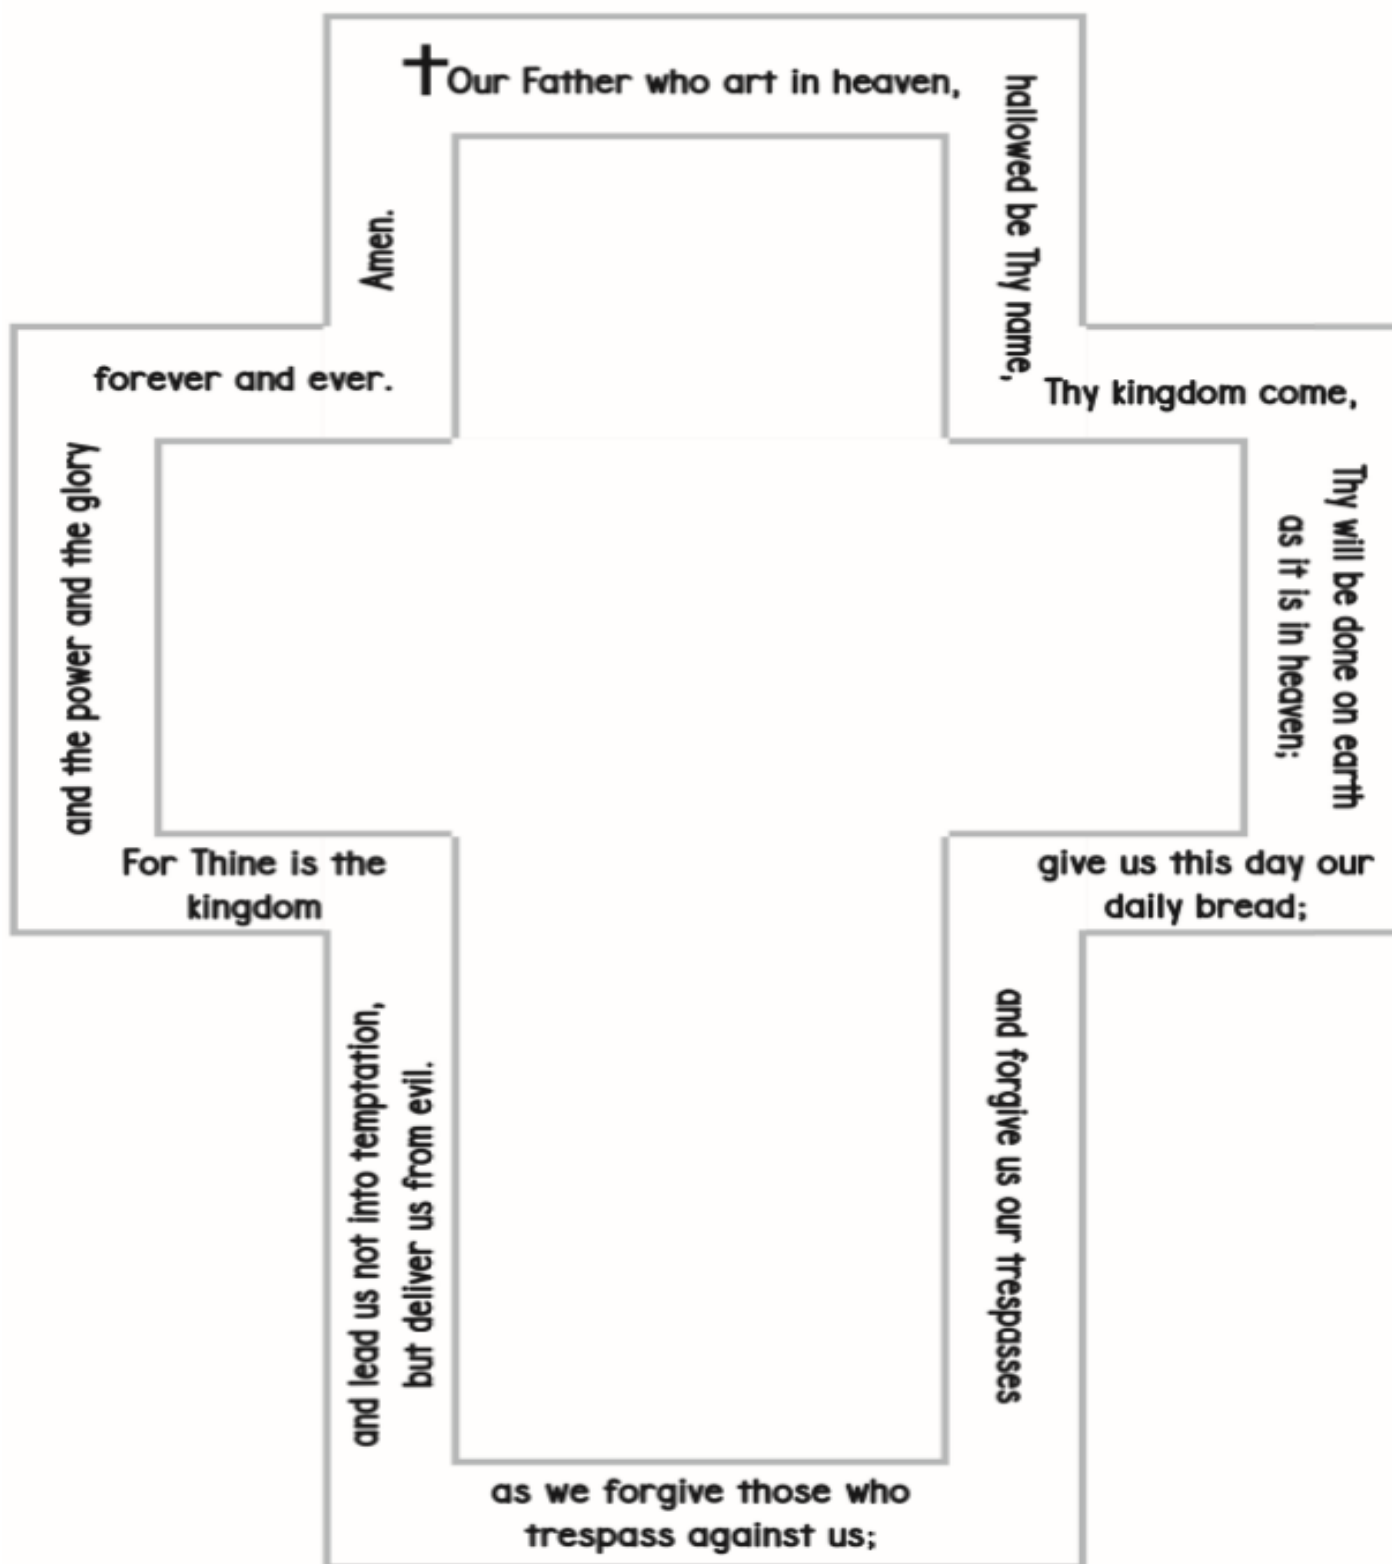 Our Father who art in heaven,
hallowed be Thy name,
Thy kingdom come,
Thy will be done on earth
as it is in heaven;
give us this day our
daily bread;
and forgive us our trespasses
as we forgive those who
trespass against us;
and lead us not into temptation,
but deliver us from evil.
For Thine is the
kingdom
and the power and the glory
forever and ever.
Amen.